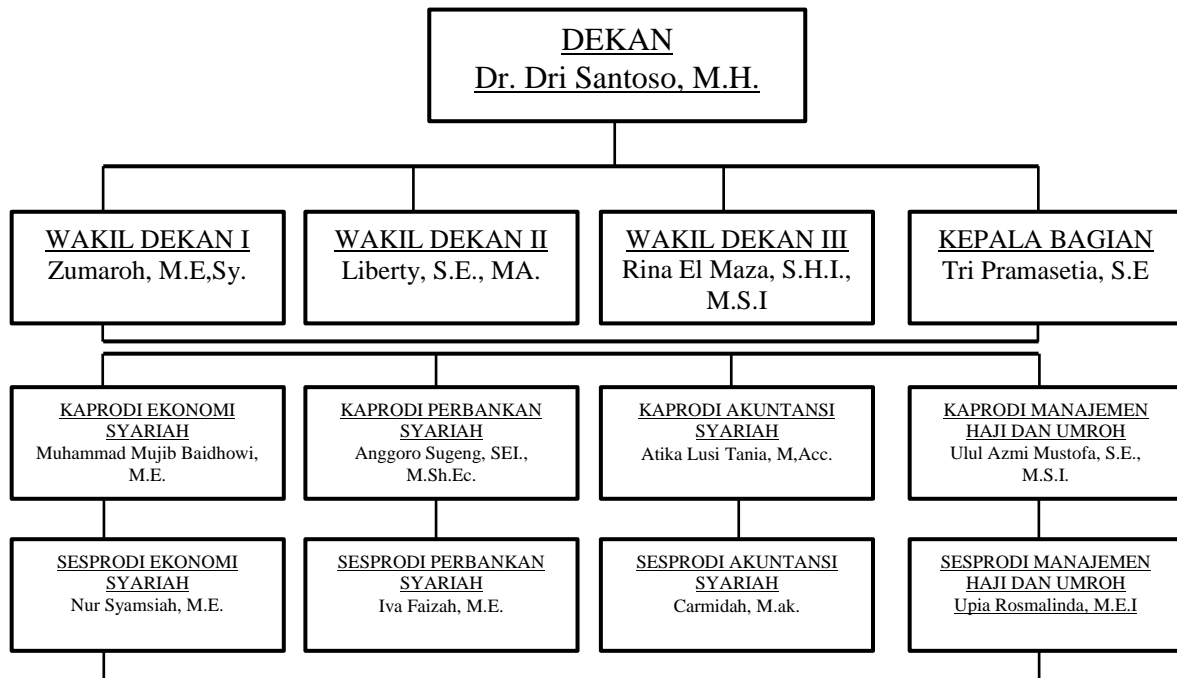 DEKAN
Dr. Dri Santoso, M.H.
WAKIL DEKAN I
Zumaroh, M.E,Sy.
WAKIL DEKAN II
Liberty, S.E., MA.
WAKIL DEKAN III
Rina El Maza, S.H.I.,
M.S.I
KEPALA BAGIAN
Tri Pramasetia, S.E
KAPRODI EKONOMI
SYARIAH
Muhammad Mujib Baidhowi,
M.E.
KAPRODI PERBANKAN
SYARIAH
Anggoro Sugeng, SEI.,
M.Sh.Ec.
KAPRODI AKUNTANSI
SYARIAH
Atika Lusi Tania, M,Acc.
KAPRODI MANAJEMEN
HAJI DAN UMROH
Ulul Azmi Mustofa, S.E.,
M.S.I.
SESPRODI EKONOMI
SYARIAH
Nur Syamsiah, M.E.
SESPRODI PERBANKAN
SYARIAH
Iva Faizah, M.E.
SESPRODI AKUNTANSI
SYARIAH
Carmidah, M.ak.
SESPRODI MANAJEMEN
HAJI DAN UMROH
Upia Rosmalinda, M.E.I